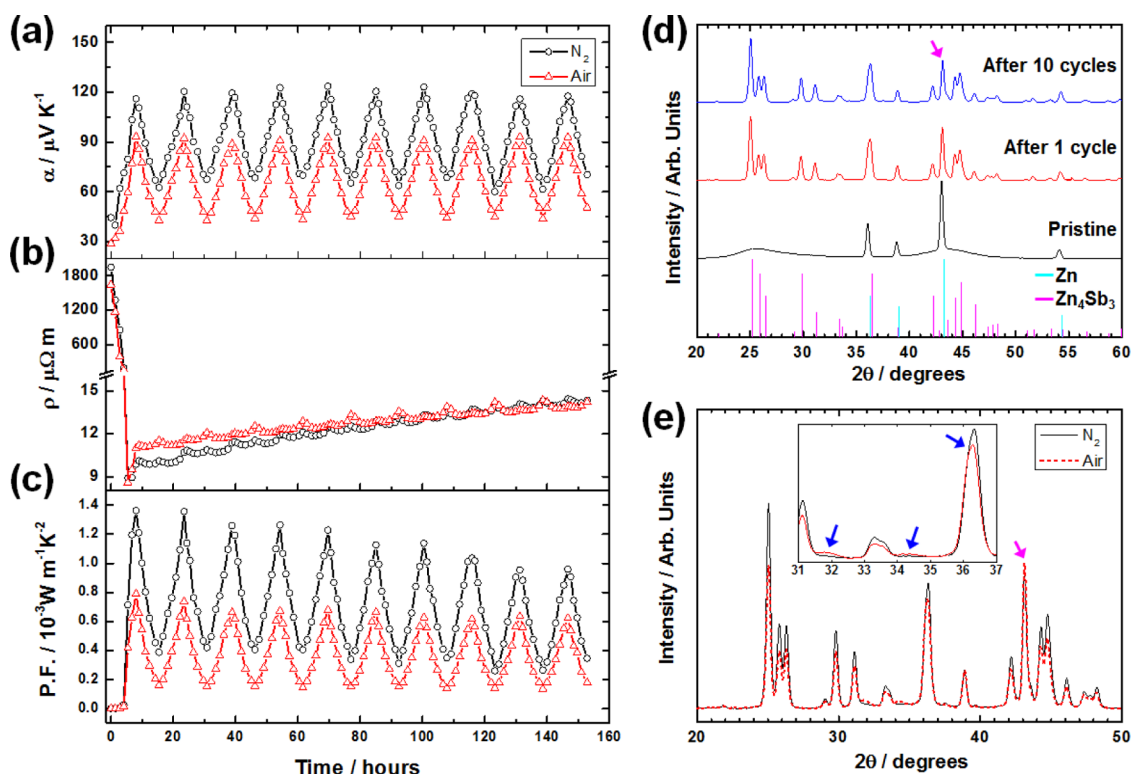 (a)
150
120
90
60
30
α / μV K⁻¹
N₂
Air
(b)
1800
1200
600
15
12
9
ρ / μΩ m
(c)
1.4
1.2
1.0
0.8
0.6
0.4
0.2
0.0
P.F. / 10⁻³W m⁻¹K⁻²
0 20 40 60 80 100 120 140 160
Time / hours
(d)
After 10 cycles
After 1 cycle
Pristine
Zn
Zn₄Sb₃
Intensity / Arb. Units
20 25 30 35 40 45 50 55 60
2θ / degrees
(e)
N₂
Air
31 32 33 34 35 36 37
Intensity / Arb. Units
20 30 40 50
2θ / degrees